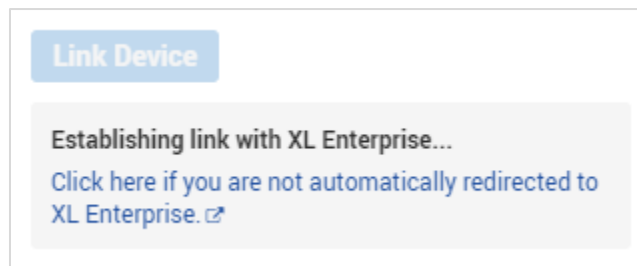 Link Device
Establishing link with XL Enterprise...
Click here if you are not automatically redirected to
XL Enterprise.